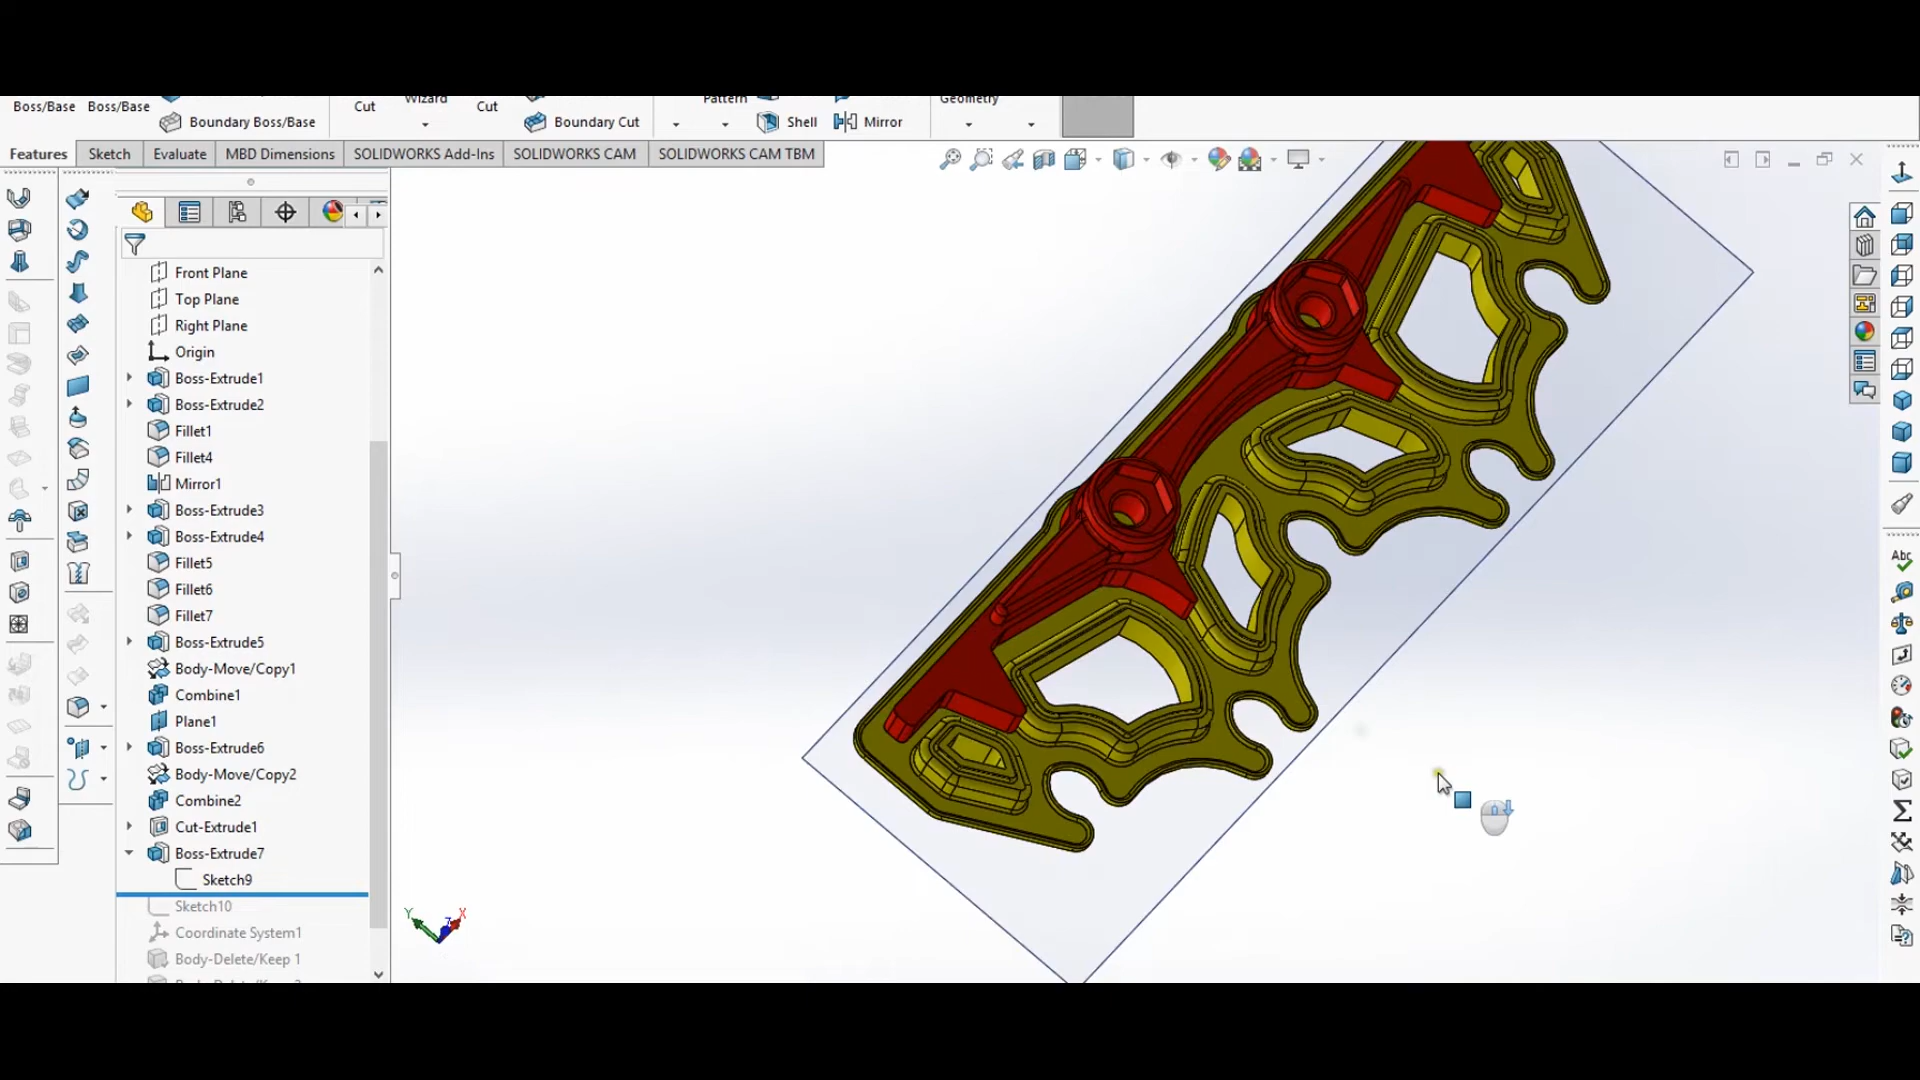 Boss/Base Boss/Base Cut Wizard Cut Pattern Geometry
Boundary Boss/Base Boundary Cut Shell Mirror
Features Sketch Evaluate MBD Dimensions SOLIDWORKS Add-Ins SOLIDWORKS CAM SOLIDWORKS CAM TBM
Front Plane
Top Plane
Right Plane
Origin
Boss-Extrude1
Boss-Extrude2
Fillet1
Fillet4
Mirror1
Boss-Extrude3
Boss-Extrude4
Fillet5
Fillet6
Fillet7
Boss-Extrude5
Body-Move/Copy1
Combine1
Plane1
Boss-Extrude6
Body-Move/Copy2
Combine2
Cut-Extrude1
Boss-Extrude7
Sketch9
Sketch10
Coordinate System1
Body-Delete/Keep 1
Y Z X
Abc